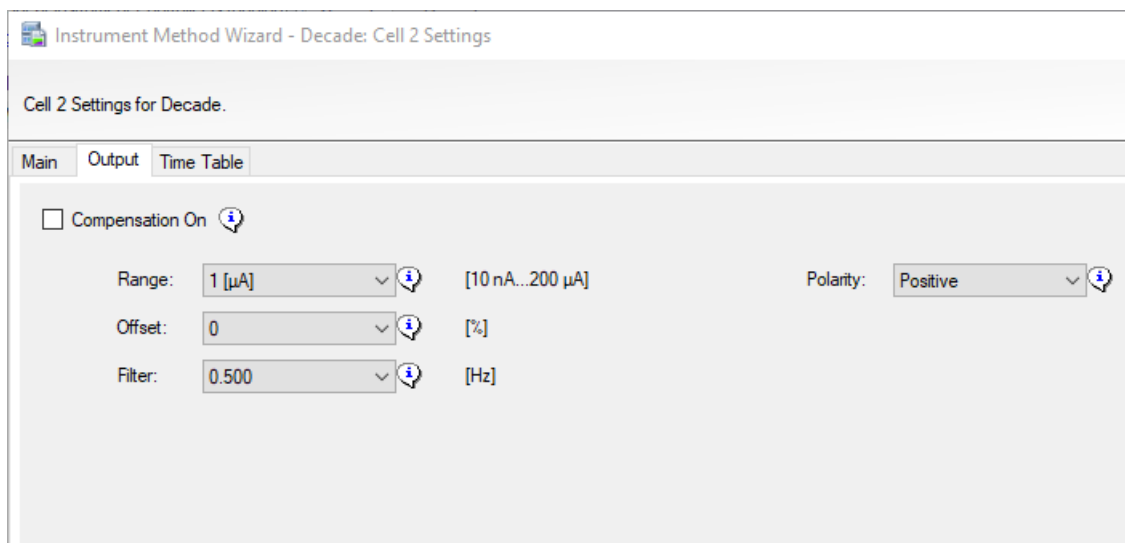 Instrument Method Wizard - Decade: Cell 2 Settings
Cell 2 Settings for Decade.
Main Output Time Table
Compensation On
Range: 1 [µA] [10 nA...200 µA] Polarity: Positive
Offset: 0 [%]
Filter: 0.500 [Hz]